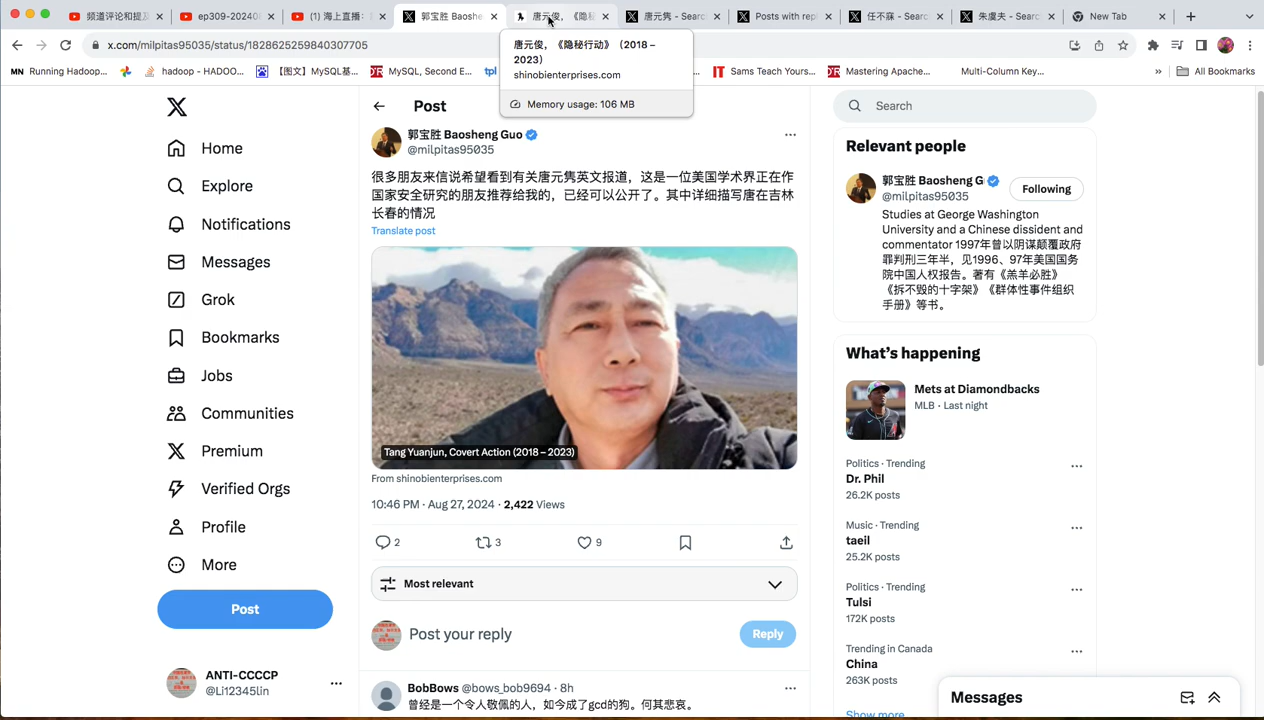 频道评论和提及
ep309-202408
(1) 海上直播:
郭宝胜 Baoshe
唐元俊，《隐秘
唐元隽 - Searc
Posts with repl
任不寐 - Searc
朱虞夫 - Searc
New Tab
x.com/milpitas95035/status/1828625259840307705
Running Hadoop...
hadoop - HADOO...
【图文】MySQL基...
MySQL, Second E...
tpl
Sams Teach Yours...
Mastering Apache...
Multi-Column Key...
»
All Bookmarks
唐元俊，《隐秘行动》（2018 –
2023）
shinobienterprises.com
Memory usage: 106 MB
Home
Explore
Notifications
Messages
Grok
Bookmarks
Jobs
Communities
Premium
Verified Orgs
Profile
More
Post
ANTI-CCCCP
@Li12345lin
Post
郭宝胜 Baosheng Guo
@milpitas95035
很多朋友来信说希望看到有关唐元隽英文报道，这是一位美国学术界正在作
国家安全研究的朋友推荐给我的，已经可以公开了。其中详细描写唐在吉林
长春的情况
Translate post
Tang Yuanjun, Covert Action (2018 – 2023)
From shinobienterprises.com
10:46 PM · Aug 27, 2024 · 2,422 Views
2
3
9
Most relevant
Post your reply
Reply
BobBows @bows_bob9694 · 8h
曾经是一个令人敬佩的人，如今成了gcd的狗。何其悲哀。
Search
Relevant people
郭宝胜 Baosheng G
@milpitas95035
Following
Studies at George Washington
University and a Chinese dissident and
commentator 1997年曾以阴谋颠覆政府
罪判刑三年半，见1996、97年美国国务
院中国人权报告。著有《羔羊必胜》
《拆不毁的十字架》《群体性事件组织
手册》等书。
What's happening
Mets at Diamondbacks
MLB · Last night
Politics · Trending
Dr. Phil
26.2K posts
Music · Trending
taeil
25.2K posts
Politics · Trending
Tulsi
172K posts
Trending in Canada
China
263K posts
Show more
Messages